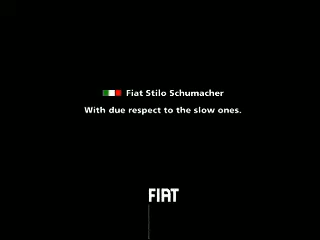 Fiat Stilo Schumacher
With due respect to the slow ones.
FIAT